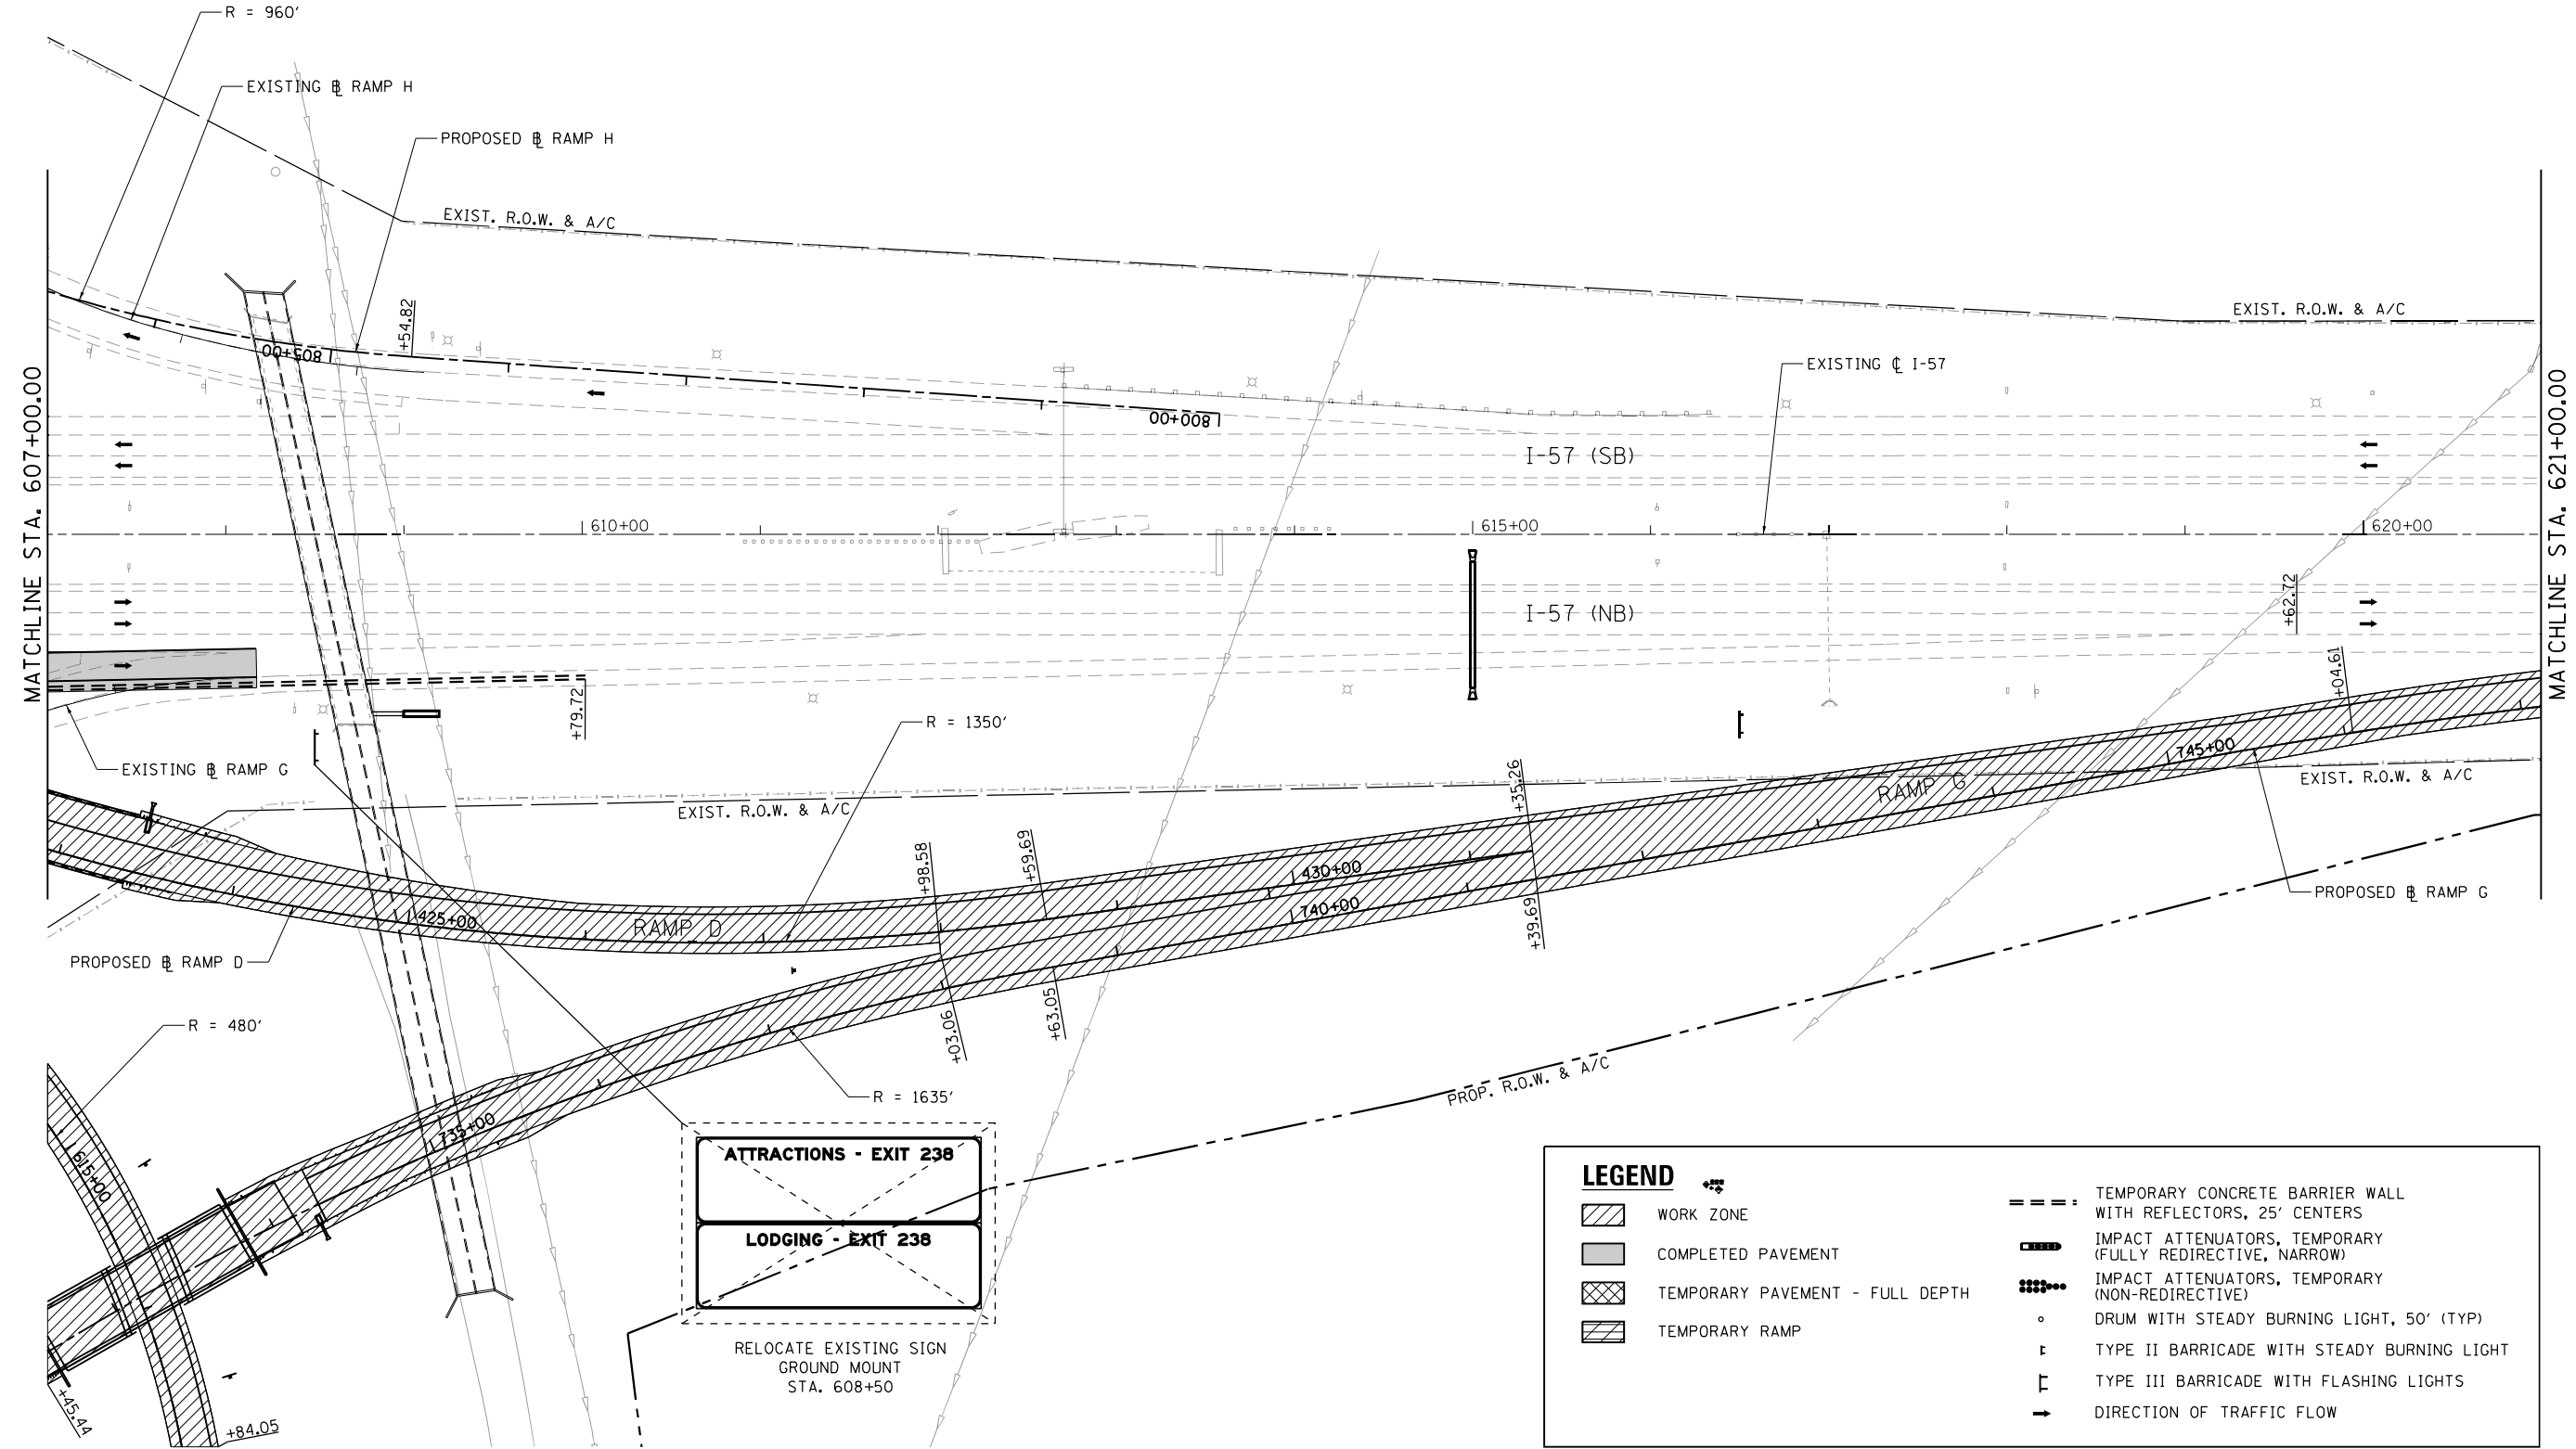 R = 960'
EXISTING ℄ RAMP H
PROPOSED ℄ RAMP H
EXIST. R.O.W. & A/C
EXIST. R.O.W. & A/C
+54.82
805+00
800+00
EXISTING ℄ I-57
MATCHLINE STA. 607+00.00
MATCHLINE STA. 621+00.00
I-57 (SB)
610+00
615+00
620+00
I-57 (NB)
+62.72
+04.61
+79.72
R = 1350'
EXISTING ℄ RAMP G
745+00
EXIST. R.O.W. & A/C
RAMP G
EXIST. R.O.W. & A/C
+35.26
+59.69
+98.58
430+00
740+00
425+00
RAMP D
+39.69
PROPOSED ℄ RAMP G
PROPOSED ℄ RAMP D
+03.06
+63.05
R = 480'
R = 1635'
PROP. R.O.W. & A/C
735+00
615+00
ATTRACTIONS - EXIT 238
LODGING - EXIT 238
RELOCATE EXISTING SIGN
GROUND MOUNT
STA. 608+50
+45.44
+84.05
LEGEND
WORK ZONE
COMPLETED PAVEMENT
TEMPORARY PAVEMENT - FULL DEPTH
TEMPORARY RAMP
TEMPORARY CONCRETE BARRIER WALL
WITH REFLECTORS, 25' CENTERS
IMPACT ATTENUATORS, TEMPORARY
(FULLY REDIRECTIVE, NARROW)
IMPACT ATTENUATORS, TEMPORARY
(NON-REDIRECTIVE)
DRUM WITH STEADY BURNING LIGHT, 50' (TYP)
TYPE II BARRICADE WITH STEADY BURNING LIGHT
TYPE III BARRICADE WITH FLASHING LIGHTS
DIRECTION OF TRAFFIC FLOW